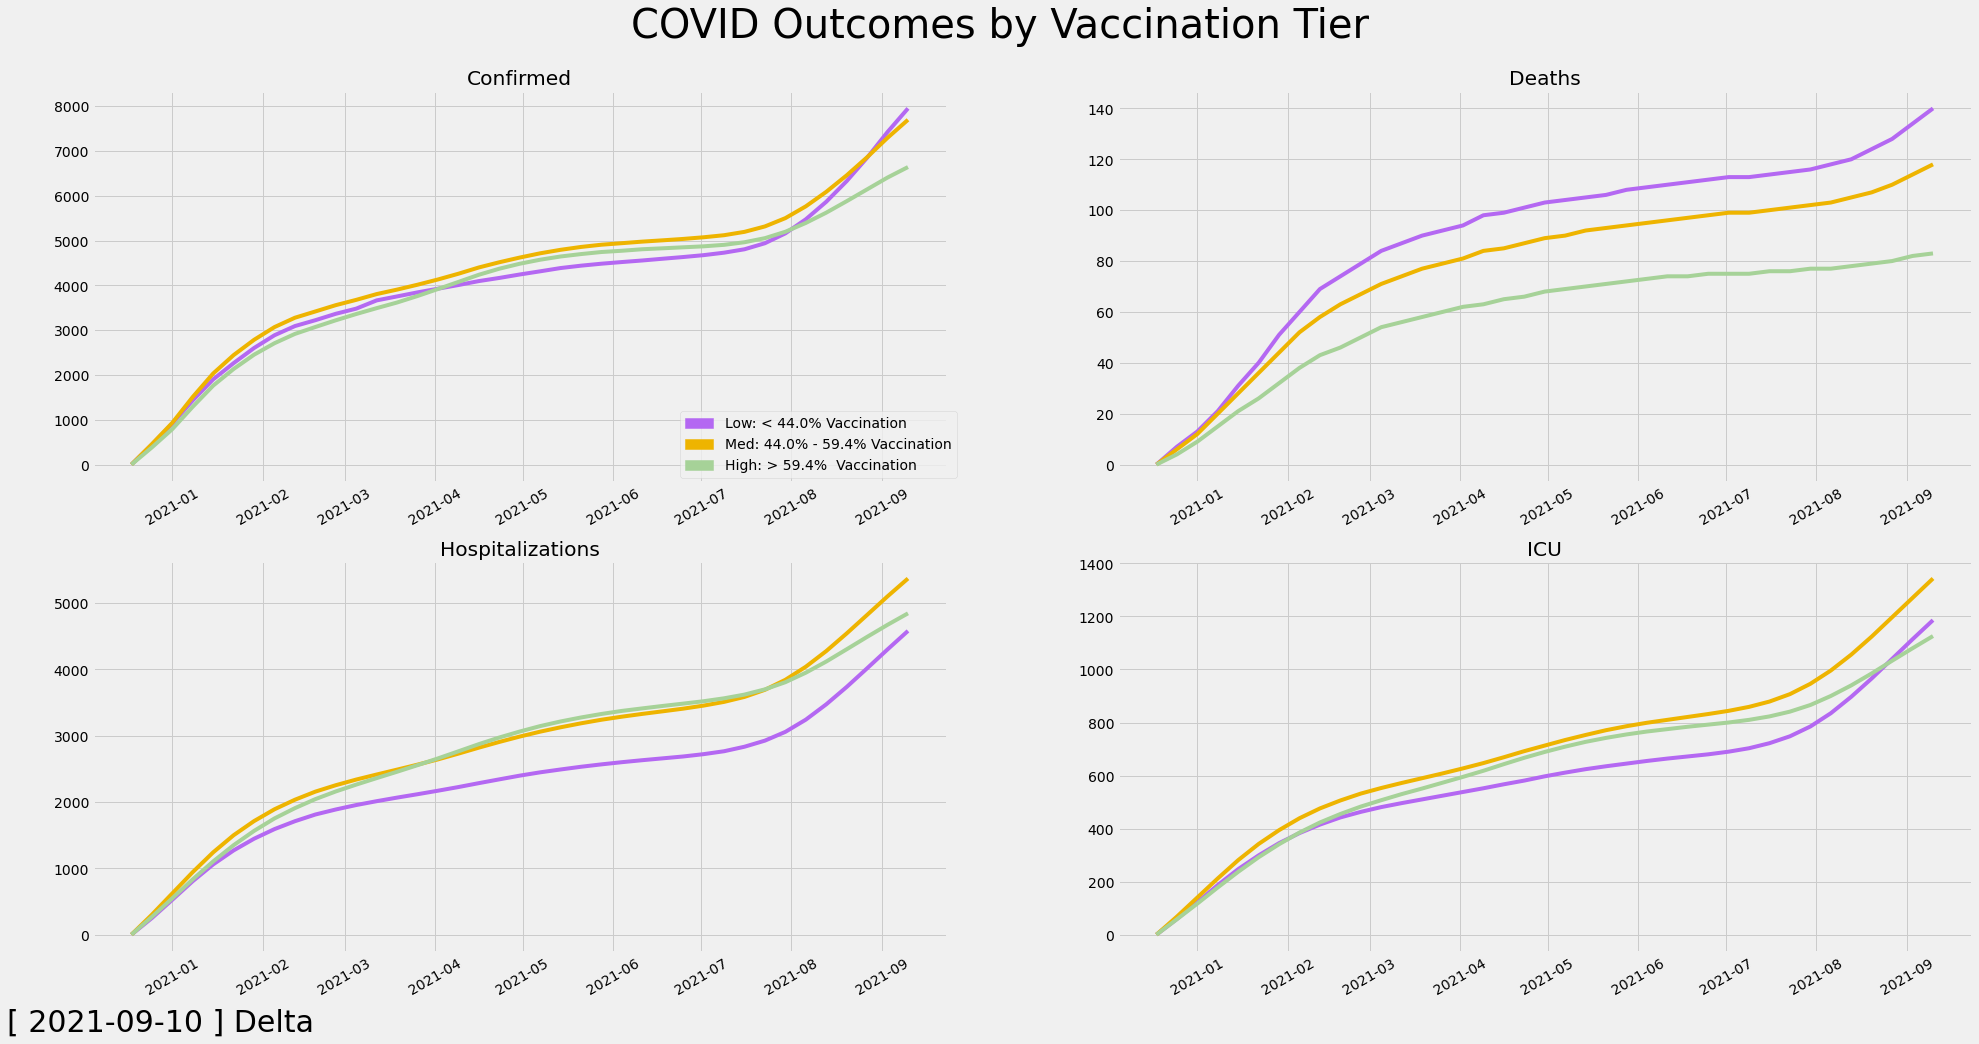 COVID Outcomes by Vaccination Tier
Confirmed
8000
7000
6000
5000
4000
3000
2000
1000
0
Low: < 44.0% Vaccination
Med: 44.0% - 59.4% Vaccination
High: > 59.4%  Vaccination
2021-01 2021-02 2021-03 2021-04 2021-05 2021-06 2021-07 2021-08 2021-09
Deaths
140
120
100
80
60
40
20
0
2021-01 2021-02 2021-03 2021-04 2021-05 2021-06 2021-07 2021-08 2021-09
Hospitalizations
5000
4000
3000
2000
1000
0
2021-01 2021-02 2021-03 2021-04 2021-05 2021-06 2021-07 2021-08 2021-09
ICU
1400
1200
1000
800
600
400
200
0
2021-01 2021-02 2021-03 2021-04 2021-05 2021-06 2021-07 2021-08 2021-09
[ 2021-09-10 ] Delta